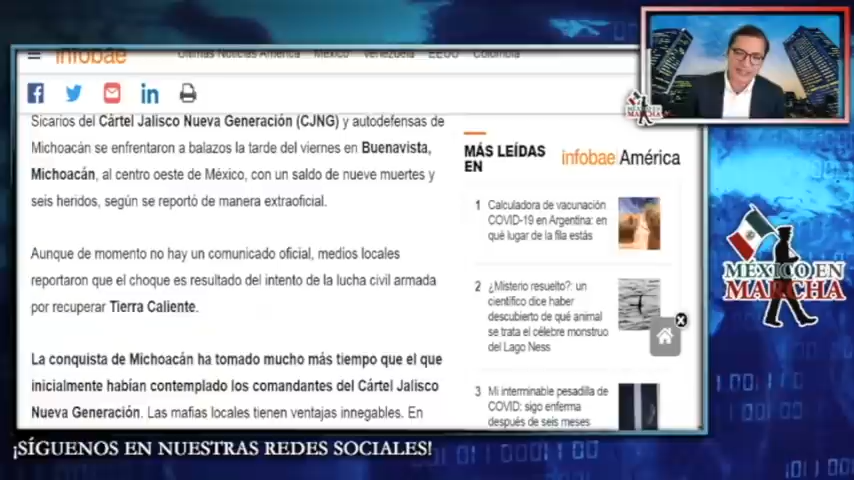 infobae
Últimas Noticias América México Venezuela EEUU Colombia
Sicarios del Cártel Jalisco Nueva Generación (CJNG) y autodefensas de
Michoacán se enfrentaron a balazos la tarde del viernes en Buenavista,
Michoacán, al centro oeste de México, con un saldo de nueve muertes y
seis heridos, según se reportó de manera extraoficial.
Aunque de momento no hay un comunicado oficial, medios locales
reportaron que el choque es resultado del intento de la lucha civil armada
por recuperar Tierra Caliente.
La conquista de Michoacán ha tomado mucho más tiempo que el que
inicialmente habían contemplado los comandantes del Cártel Jalisco
Nueva Generación. Las mafias locales tienen ventajas innegables. En
MÁS LEÍDAS
EN
infobae América
1 Calculadora de vacunación
COVID-19 en Argentina: en
qué lugar de la fila estás
2 ¿Misterio resuelto?: un
científico dice haber
descubierto de qué animal
se trata el célebre monstruo
del Lago Ness
3 Mi interminable pesadilla de
COVID: sigo enferma
después de seis meses
MÉXICO EN
MARCHA
MÉXICO EN
MARCHA
¡SÍGUENOS EN NUESTRAS REDES SOCIALES!